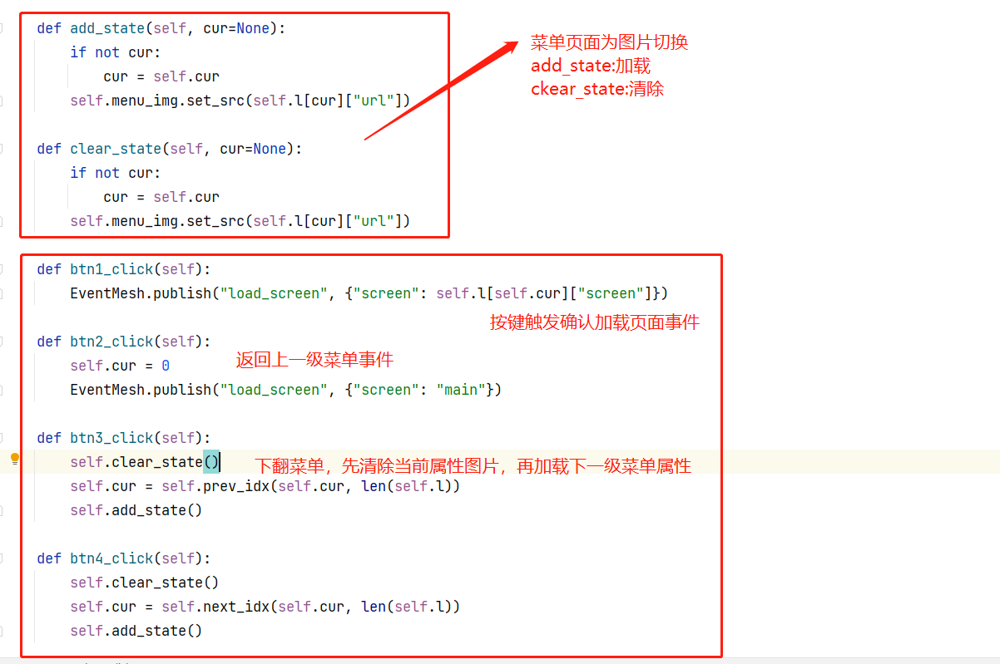 def add_state(self, cur=None):
if not cur:
cur = self.cur
self.menu_img.set_src(self.l[cur]["url"])
菜单页面为图片切换
add_state:加载
ckear_state:清除
def clear_state(self, cur=None):
if not cur:
cur = self.cur
self.menu_img.set_src(self.l[cur]["url"])
def btn1_click(self):
EventMesh.publish("load_screen", {"screen": self.l[self.cur]["screen"]})
按键触发确认加载页面事件
def btn2_click(self):
self.cur = 0
返回上一级菜单事件
EventMesh.publish("load_screen", {"screen": "main"})
def btn3_click(self):
self.clear_state()
下翻菜单，先清除当前属性图片，再加载下一级菜单属性
self.cur = self.prev_idx(self.cur, len(self.l))
self.add_state()
def btn4_click(self):
self.clear_state()
self.cur = self.next_idx(self.cur, len(self.l))
self.add_state()